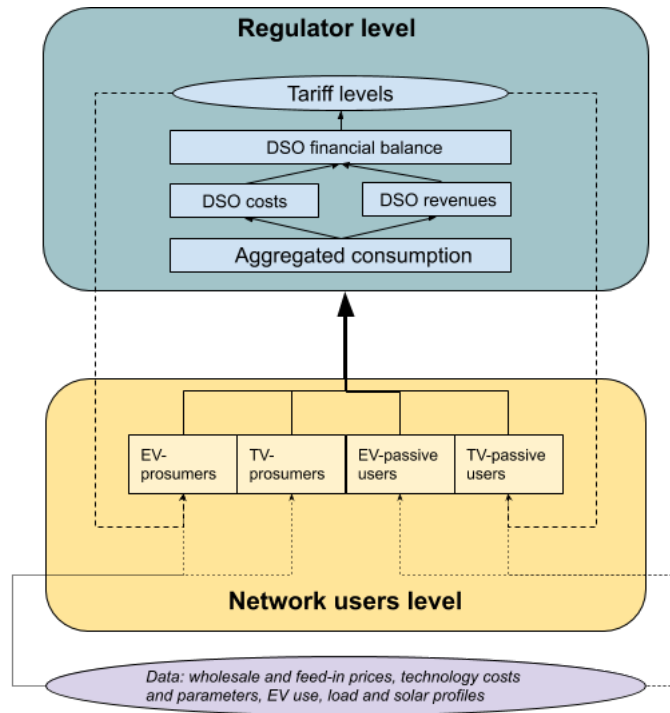 Regulator level
Tariff levels
DSO financial balance
DSO costs
DSO revenues
Aggregated consumption
EV-
prosumers
TV-
prosumers
EV-passive
users
TV-passive
users
Network users level
Data: wholesale and feed-in prices, technology costs
and parameters, EV use, load and solar profiles